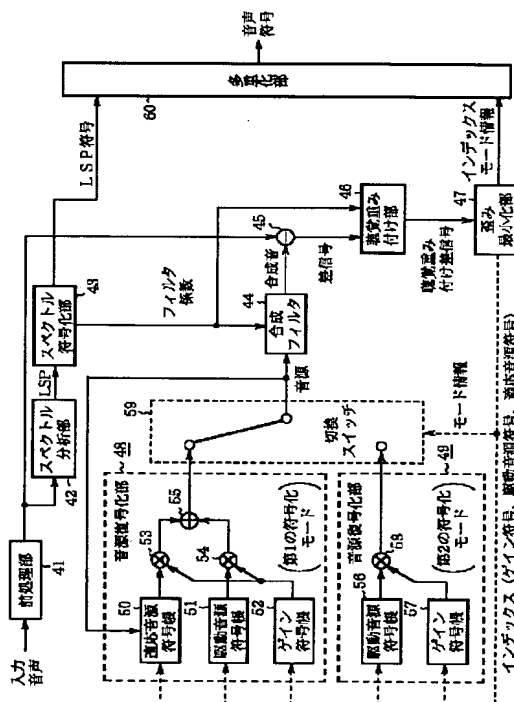 入力
音声
前処理部
41
スペクトル
分析部
42
LSP
スペクトル
符号化部
43
LSP符号
フィルタ
係数
多重化部
60
音声
符号
音源復号化部
48
適応音源
符号帳
50
駆動音源
符号帳
51
ゲイン
符号帳
52
53
54
55
第1の符号化
モード
切換
スイッチ
59
音源
合成
フィルタ
44
合成音
45
差信号
聴覚重み
付け部
46
聴覚重み
付け差信号
歪み
最小化部
47
インデックス
モード情報
モード情報
音源復号化部
49
駆動音源
符号帳
56
ゲイン
符号帳
57
58
第2の符号化
モード
インデックス(ゲイン符号、駆動音源符号、適応音源符号)